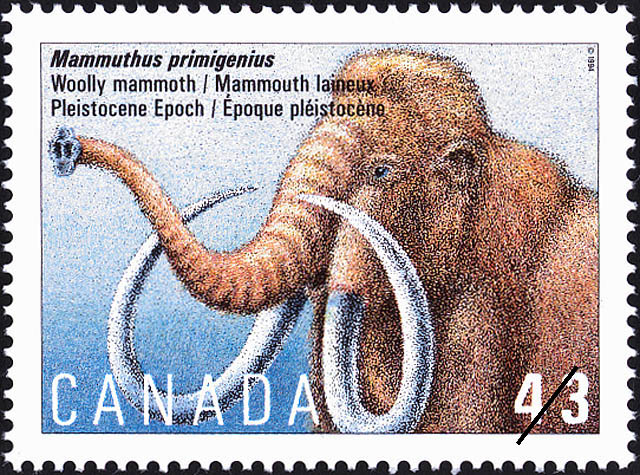 Mammuthus primigenius
Woolly mammoth / Mammouth laineux
Pleistocene Epoch / Époque pléistocène
© 1994
CANADA 43